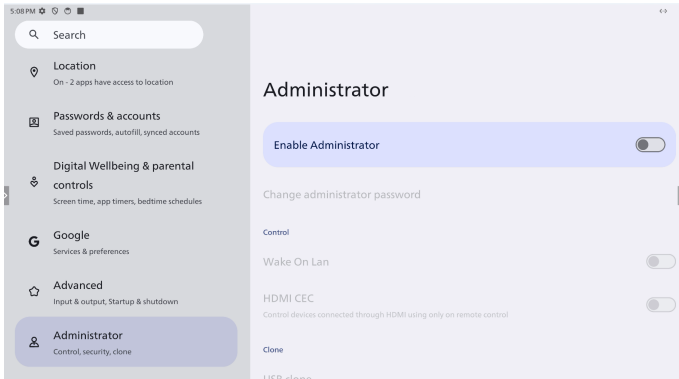 5:08 PM
Search
Location
On - 2 apps have access to location
Passwords & accounts
Saved passwords, autofill, synced accounts
Digital Wellbeing & parental
controls
Screen time, app timers, bedtime schedules
Google
Services & preferences
Advanced
Input & output, Startup & shutdown
Administrator
Control, security, clone
Administrator
Enable Administrator
Change administrator password
Control
Wake On Lan
HDMI CEC
Control devices connected through HDMI using only on remote control
Clone
USB clone